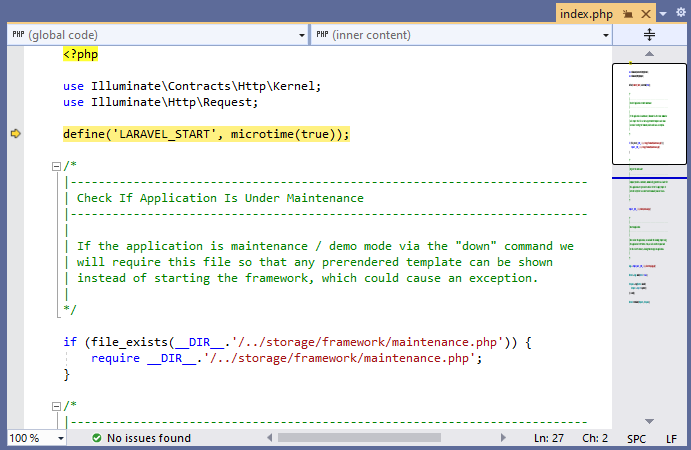 index.php
PHP (global code)
PHP (inner content)
<?php
use Illuminate\Contracts\Http\Kernel;
use Illuminate\Http\Request;
define('LARAVEL_START', microtime(true));
/*
|--------------------------------------------------------------------------
| Check If Application Is Under Maintenance
|--------------------------------------------------------------------------
|
| If the application is maintenance / demo mode via the "down" command we
| will require this file so that any prerendered template can be shown
| instead of starting the framework, which could cause an exception.
|
*/
if (file_exists(__DIR__.'/../storage/framework/maintenance.php')) {
    require __DIR__.'/../storage/framework/maintenance.php';
}
/*
|--------------------------------------------------------------------------
100 % No issues found Ln: 27 Ch: 2 SPC LF